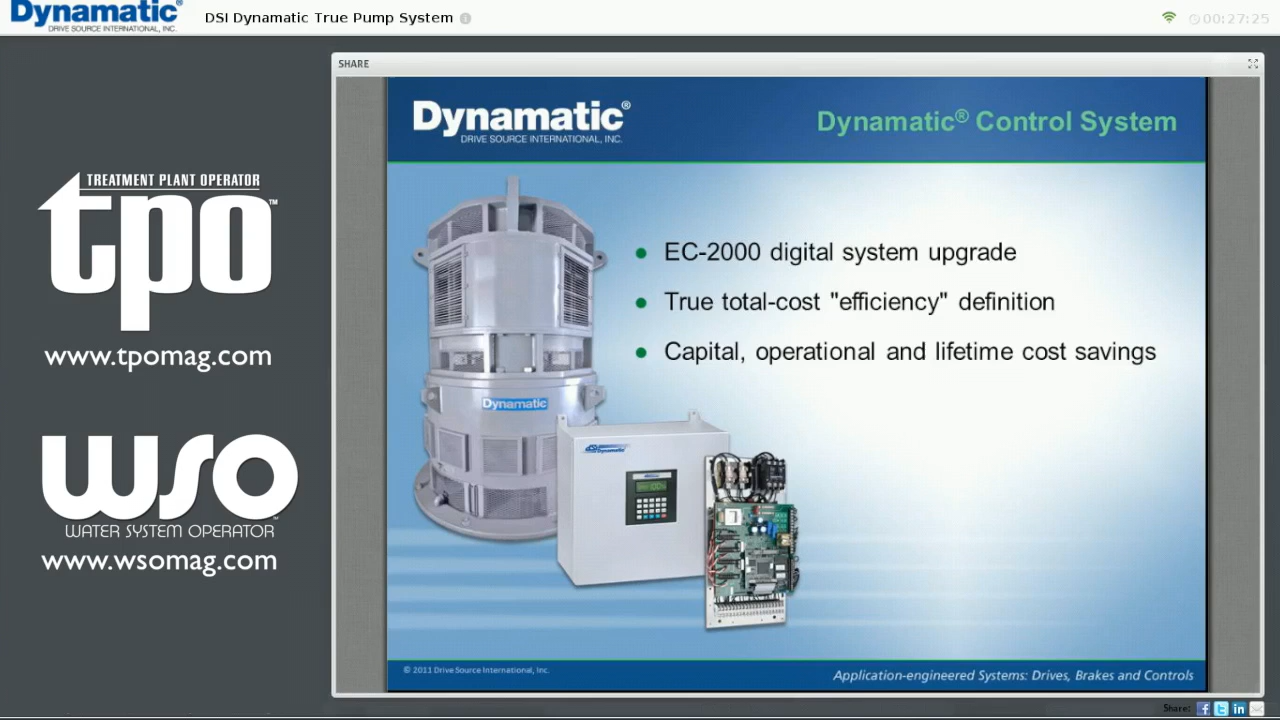 Dynamatic®
DRIVE SOURCE INTERNATIONAL, INC.
DSI Dynamatic True Pump System
00:27:25
SHARE
Dynamatic®
DRIVE SOURCE INTERNATIONAL, INC.
Dynamatic® Control System
TREATMENT PLANT OPERATOR
tpo™
www.tpomag.com
WSO
WATER SYSTEM OPERATOR
www.wsomag.com
• EC-2000 digital system upgrade
• True total-cost "efficiency" definition
• Capital, operational and lifetime cost savings
Dynamatic
Dynamatic
© 2011 Drive Source International, Inc.
Application-engineered Systems: Drives, Brakes and Controls
Share: